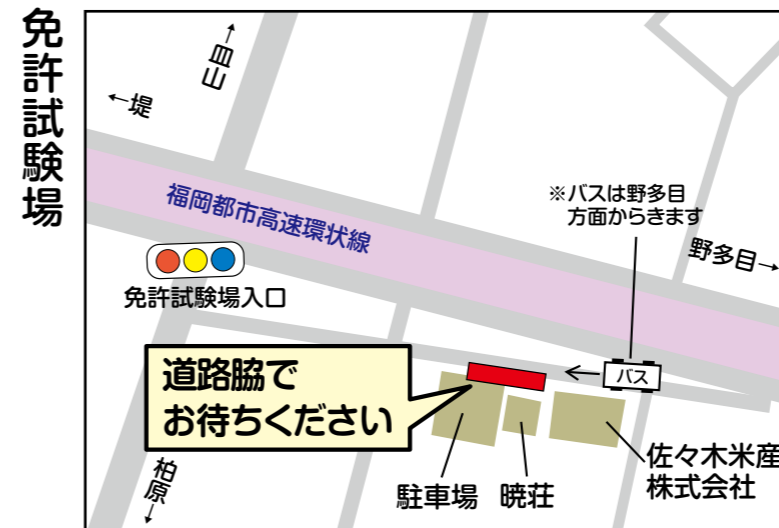 免許試験場
目山→
←堤
福岡都市高速環状線
※バスは野多目
方面からきます
野多目→
免許試験場入口
道路脇で
お待ちください
バス
柏原→
駐車場
暁荘
佐々木米産
株式会社